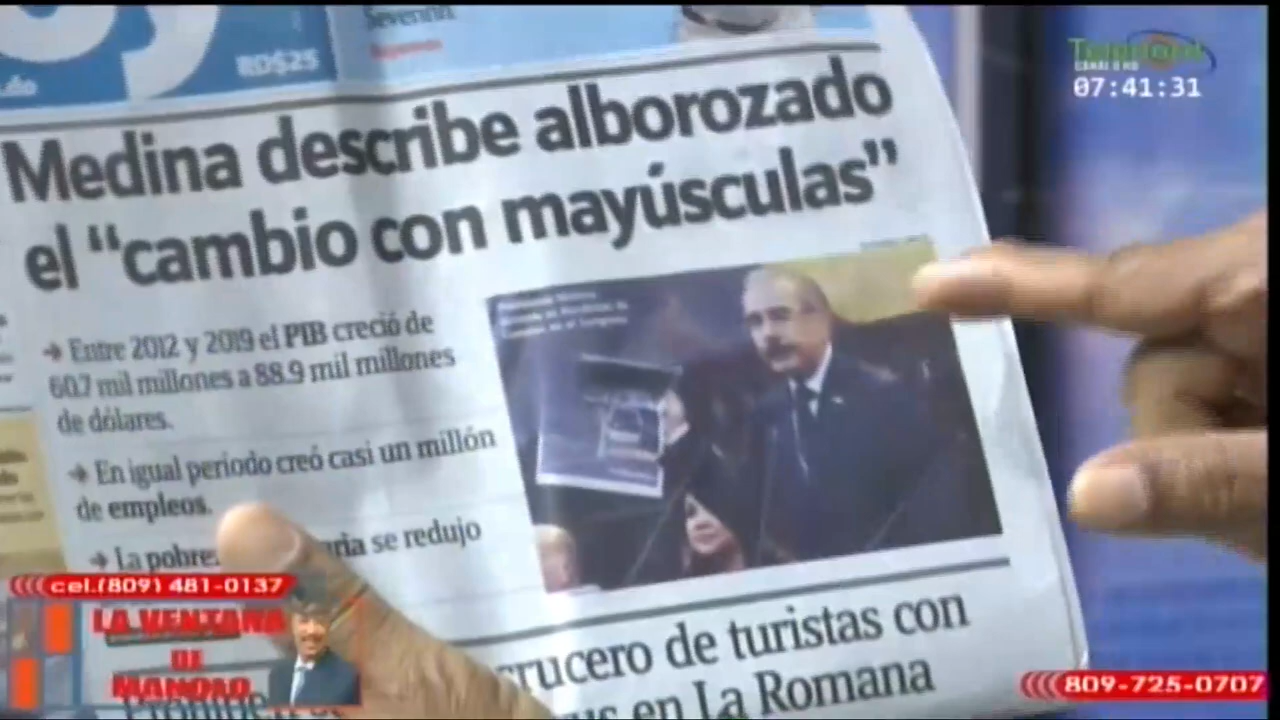 RD$25
CANAL 8 HD
07:41:31
Medina describe alborozado
el “cambio con mayúsculas”
→ Entre 2012 y 2019 el PIB creció de
60.7 mil millones a 88.9 mil millones
de dólares.
→ En igual periodo creó casi un millón
de empleos.
→ La se redujo
crucero de turistas con
en La Romana
cel.(809) 481-0137
LA VENTANA
DE
MANOLO
809-725-0707